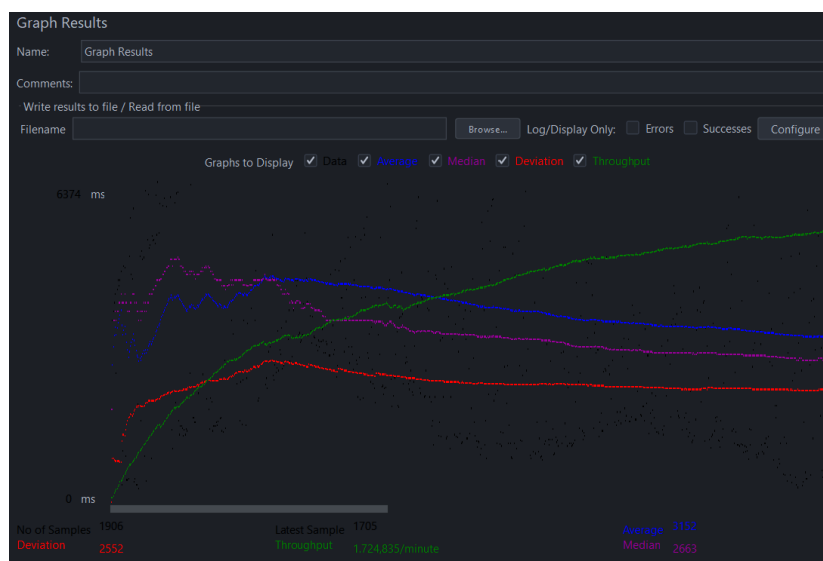 Graph Results
Name: Graph Results
Comments:
Write results to file / Read from file
Filename Browse... Log/Display Only: Errors Successes Configure
Graphs to Display Data Average Median Deviation Throughput
6374 ms
0 ms
No of Samples 1906 Latest Sample 1705 Average
Deviation 2552 Throughput 1,724,835/minute Median 2663